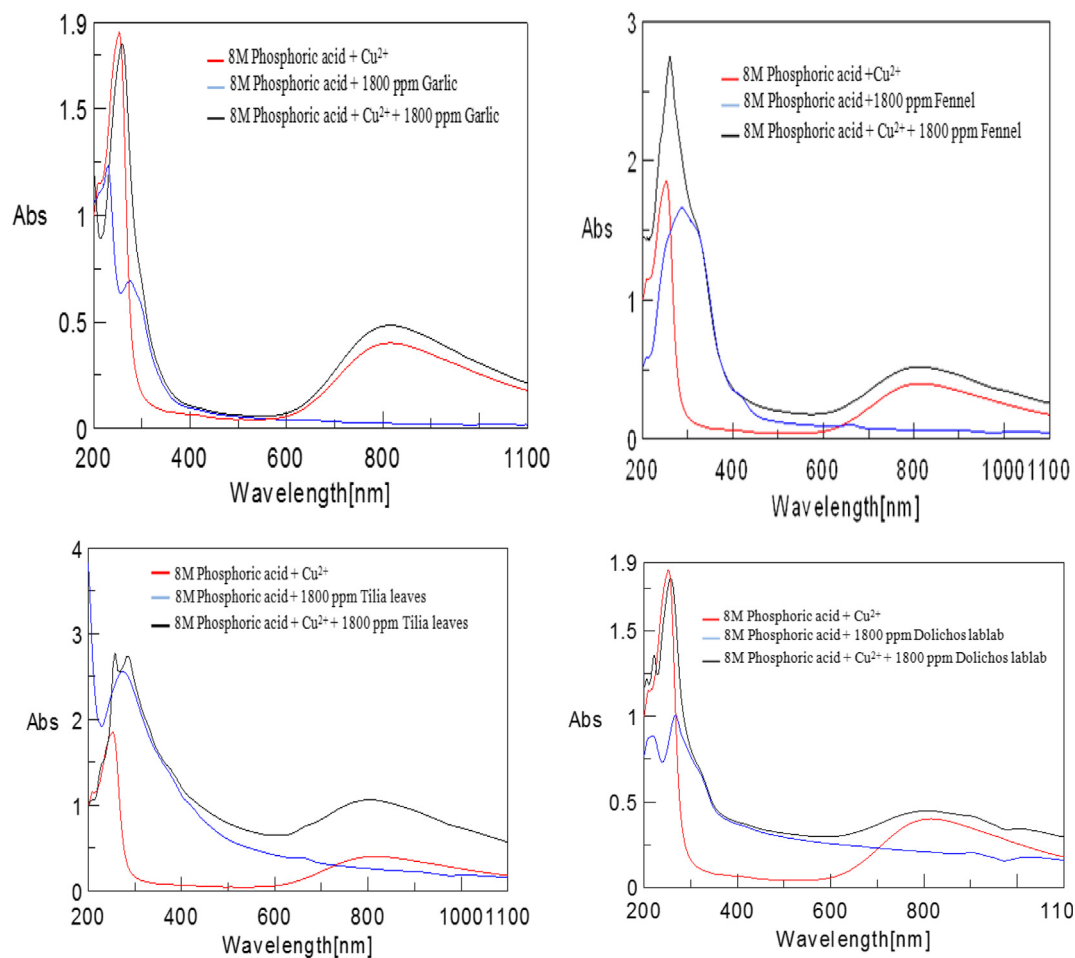 1.9
8M Phosphoric acid + Cu²⁺
8M Phosphoric acid + 1800 ppm Garlic
8M Phosphoric acid + Cu²⁺ + 1800 ppm Garlic
1.5
1
Abs
0.5
0
200
400
600
800
1100
Wavelength[nm]
3
8M Phosphoric acid +Cu²⁺
8M Phosphoric acid +1800 ppm Fennel
8M Phosphoric acid + Cu²⁺ + 1800 ppm Fennel
2
Abs
1
0
200
400
600
800
1000 1100
Wavelength[nm]
4
8M Phosphoric acid + Cu²⁺
8M Phosphoric acid + 1800 ppm Tilia leaves
8M Phosphoric acid + Cu²⁺ + 1800 ppm Tilia leaves
3
2
Abs
1
0
200
400
600
800
1000 1100
Wavelength[nm]
1.9
8M Phosphoric acid + Cu²⁺
8M Phosphoric acid + 1800 ppm Dolichos lablab
8M Phosphoric acid + Cu²⁺ + 1800 ppm Dolichos lablab
1.5
1
Abs
0.5
0
200
400
600
800
110
Wavelength[nm]